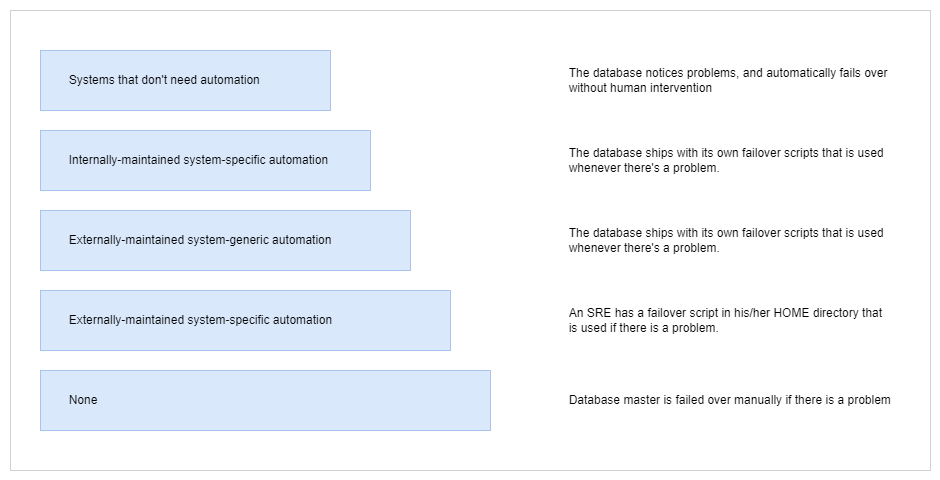 Systems that don't need automation
The database notices problems, and automatically fails over
without human intervention
Internally-maintained system-specific automation
The database ships with its own failover scripts that is used
whenever there's a problem.
Externally-maintained system-generic automation
The database ships with its own failover scripts that is used
whenever there's a problem.
Externally-maintained system-specific automation
An SRE has a failover script in his/her HOME directory that
is used if there is a problem.
None
Database master is failed over manually if there is a problem